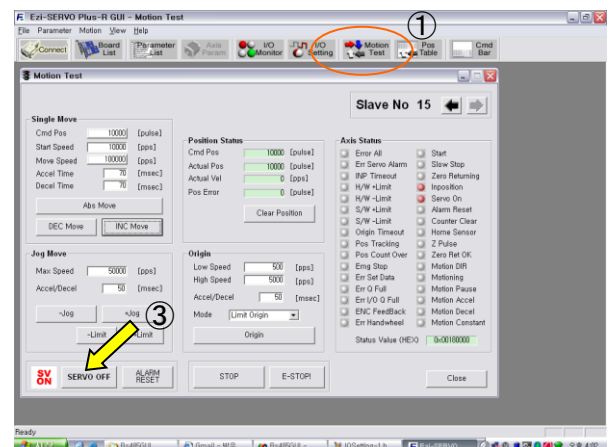 Ezi-SERVO Plus-R GUI - Motion Test
①
File Parameter Motion View Help
Connect Board List Parameter List Axis Param I/O Monitor I/O Setting Motion Test Pos Table Cmd Bar
Motion Test
Slave No 15
Single Move
Cmd Pos 10000 [pulse]
Start Speed 10000 [pps]
Move Speed 100000 [pps]
Accel Time 70 [msec]
Decel Time 70 [msec]
Abs Move
DEC Move INC Move
Position Status
Cmd Pos 10000 [pulse]
Actual Pos 10000 [pulse]
Actual Vel 0 [pps]
Pos Error 0 [pulse]
Clear Position
Axis Status
Error All Start
Err Servo Alarm Slow Stop
INP Timeout Zero Returning
H/W +Limit Inposition
H/W -Limit Servo On
S/W +Limit Alarm Reset
S/W -Limit Counter Clear
Origin Timeout Home Sensor
Pos Tracking Z Pulse
Pos Count Over Zero Ret OK
Emg Stop Motion DIR
Err Set Data Motioning
Err Q Full Motion Pause
Err I/O Q Full Motion Accel
ENC FeedBack Motion Decel
Err Handwheel Motion Constant
Status Value (HEX) 0x00180000
Jog Move
Max Speed 50000 [pps]
Accel/Decel 50 [msec]
-Jog +Jog
③
-Limit +Limit
Origin
Low Speed 500 [pps]
High Speed 5000 [pps]
Accel/Decel 50 [msec]
Mode Limit Origin
Origin
SV ON SERVO OFF ALARM RESET STOP E-STOP! Close
Ready